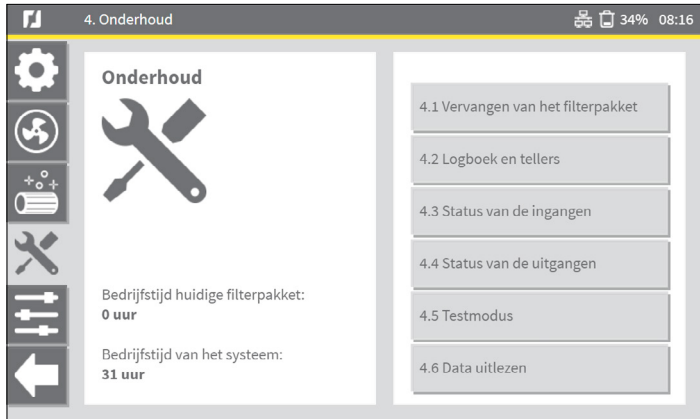 4. Onderhoud
34% 08:16
Onderhoud
Bedrijfstijd huidige filterpakket:
0 uur
Bedrijfstijd van het systeem:
31 uur
4.1 Vervangen van het filterpakket
4.2 Logboek en tellers
4.3 Status van de ingangen
4.4 Status van de uitgangen
4.5 Testmodus
4.6 Data uitlezen